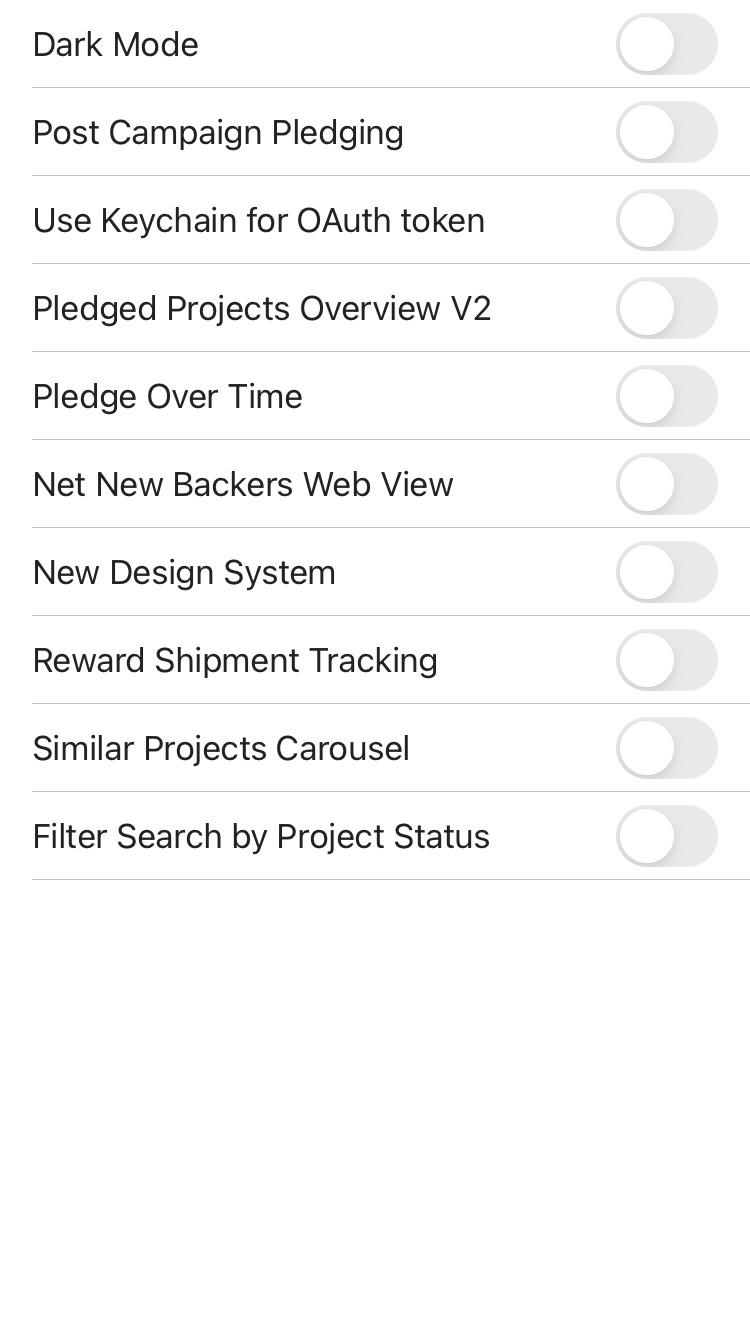 Dark Mode
Post Campaign Pledging
Use Keychain for OAuth token
Pledged Projects Overview V2
Pledge Over Time
Net New Backers Web View
New Design System
Reward Shipment Tracking
Similar Projects Carousel
Filter Search by Project Status